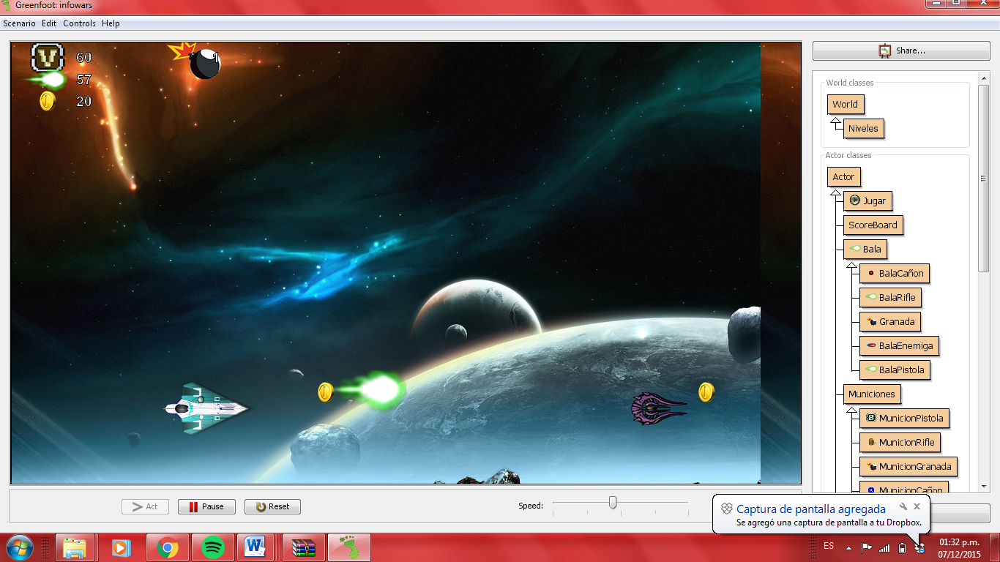 Greenfoot: infowars
Scenario Edit Controls Help
V 60
1
57
20
Share...
World classes
World
Niveles
Actor classes
Actor
Jugar
ScoreBoard
Bala
BalaCañon
BalaRifle
Granada
BalaEnemiga
BalaPistola
Municiones
MunicionPistola
MunicionRifle
MunicionGranada
MunicionCañon
Act Pause Reset Speed:
Captura de pantalla agregada
Se agregó una captura de pantalla a tu Dropbox.
ES
01:32 p.m.
07/12/2015